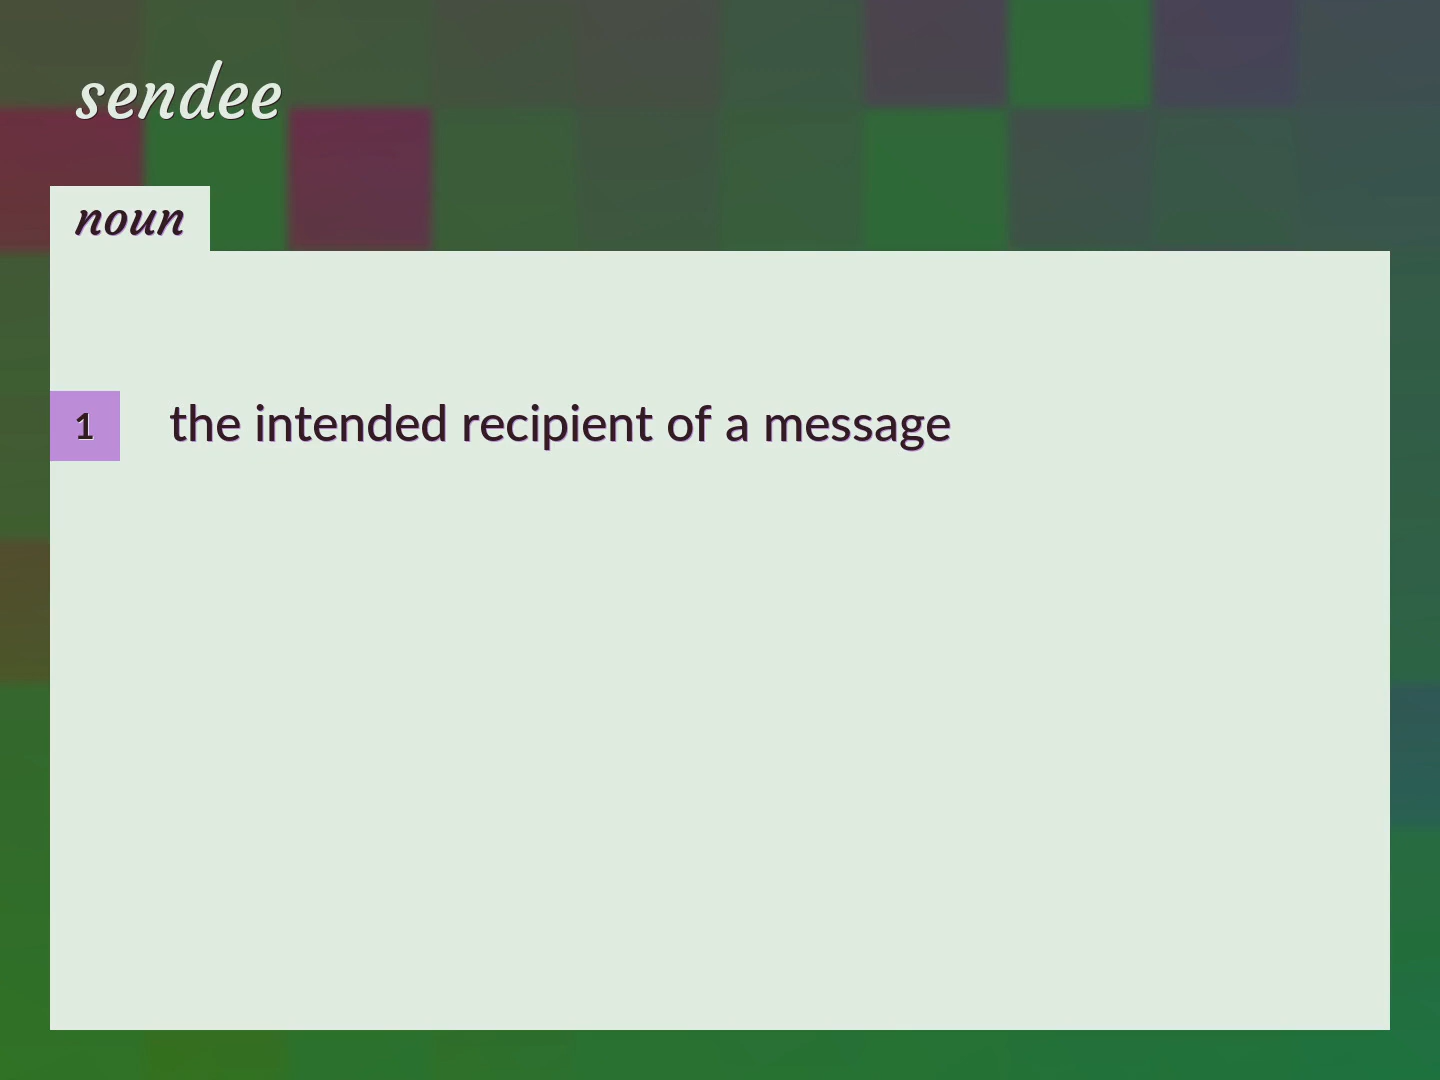 sendee
noun
1 the intended recipient of a message